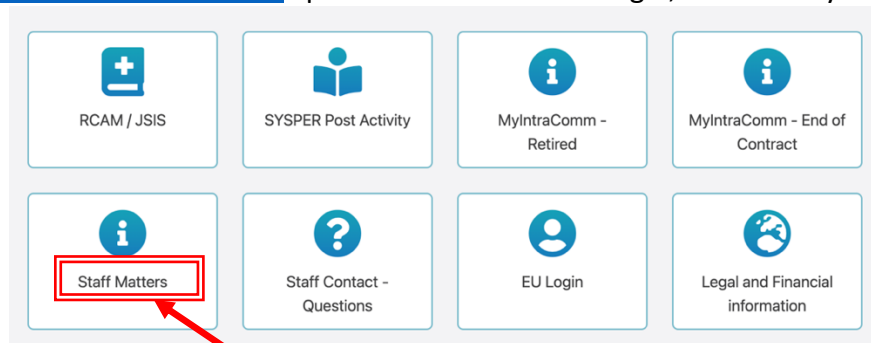 RCAM / JSIS
SYSPER Post Activity
MyIntraComm -
Retired
MyIntraComm - End of
Contract
Staff Matters
Staff Contact -
Questions
EU Login
Legal and Financial
information